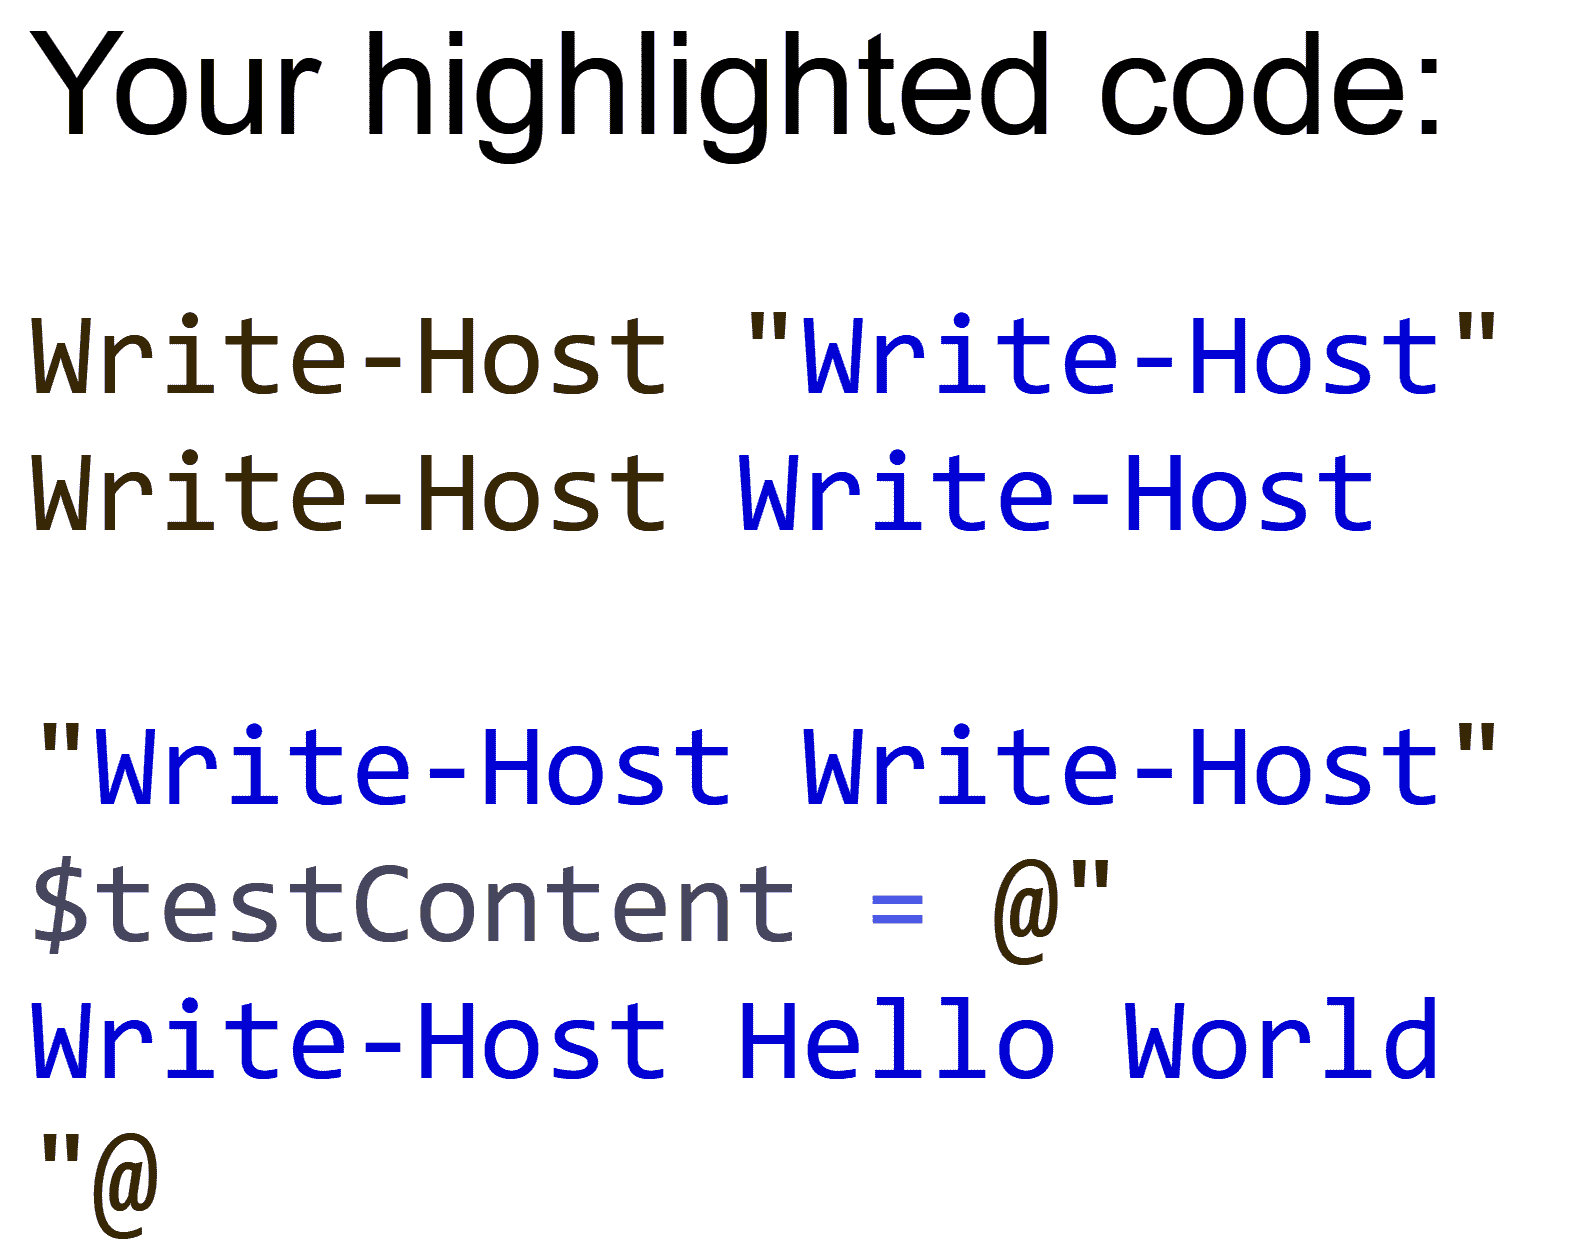 Your highlighted code:
Write-Host "Write-Host"
Write-Host Write-Host
"Write-Host Write-Host"
$testContent = @"
Write-Host Hello World
"@